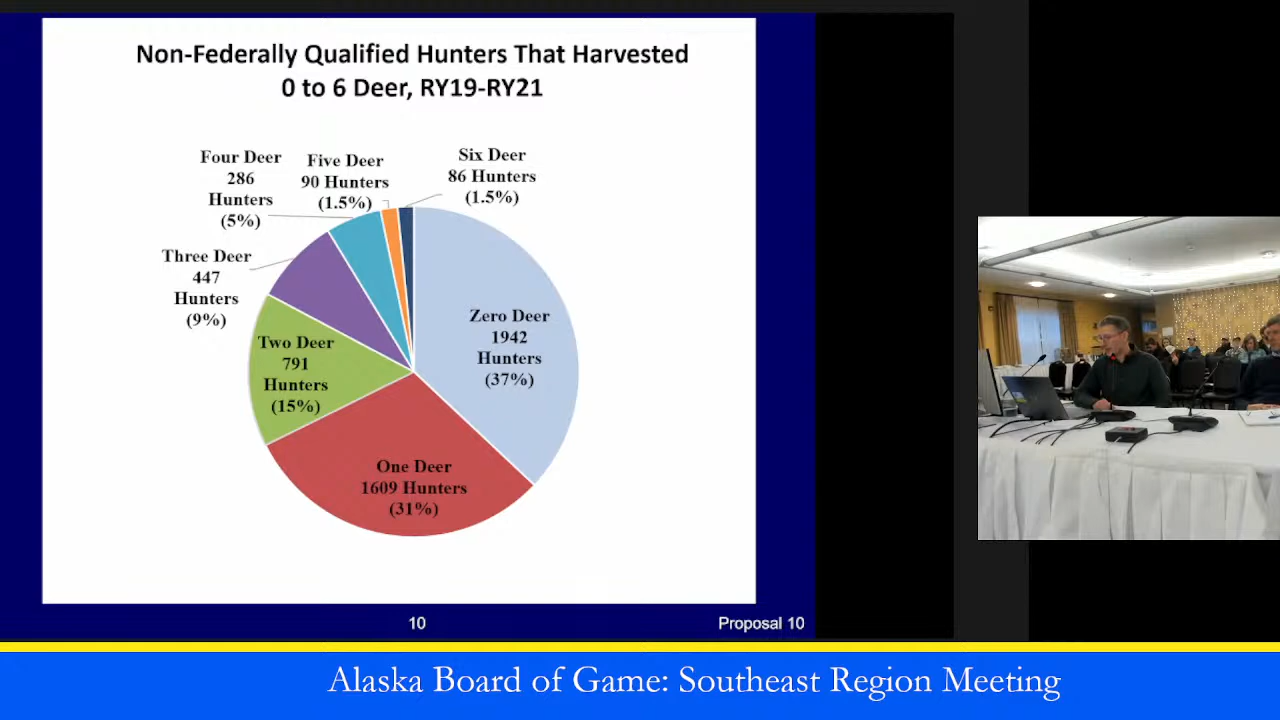 Non-Federally Qualified Hunters That Harvested
0 to 6 Deer, RY19-RY21
Four Deer
286
Hunters
(5%)
Five Deer
90 Hunters
(1.5%)
Six Deer
86 Hunters
(1.5%)
Three Deer
447
Hunters
(9%)
Zero Deer
1942
Hunters
(37%)
Two Deer
791
Hunters
(15%)
One Deer
1609 Hunters
(31%)
10
Proposal 10
Alaska Board of Game: Southeast Region Meeting